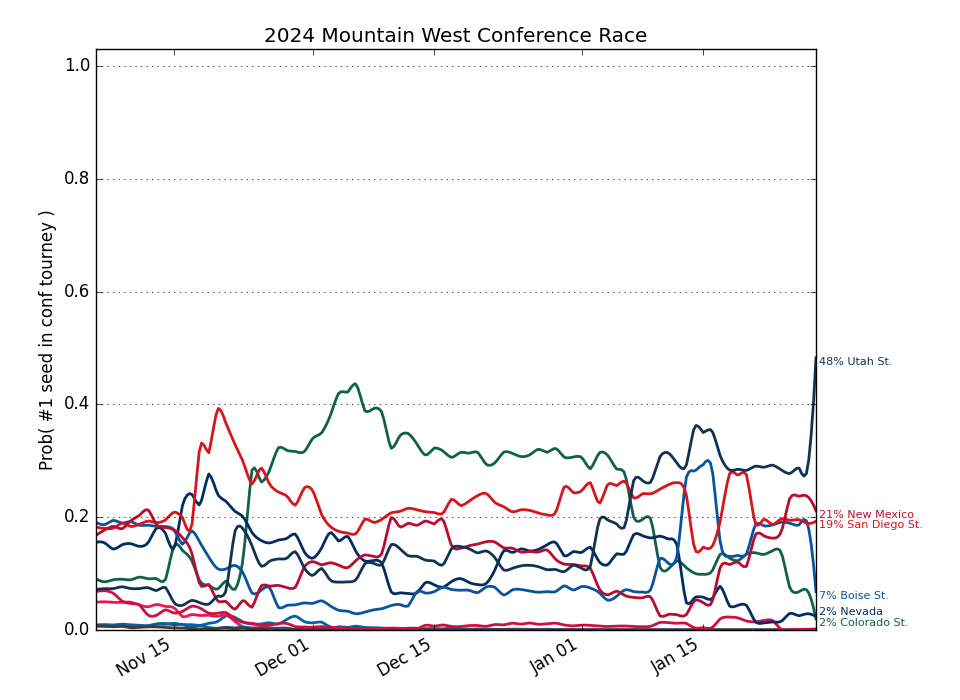 2024 Mountain West Conference Race
Prob( #1 seed in conf tourney )
1.0
0.8
0.6
0.4
0.2
0.0
48% Utah St.
21% New Mexico
19% San Diego St.
7% Boise St.
2% Nevada
2% Colorado St.
Nov 15
Dec 01
Dec 15
Jan 01
Jan 15